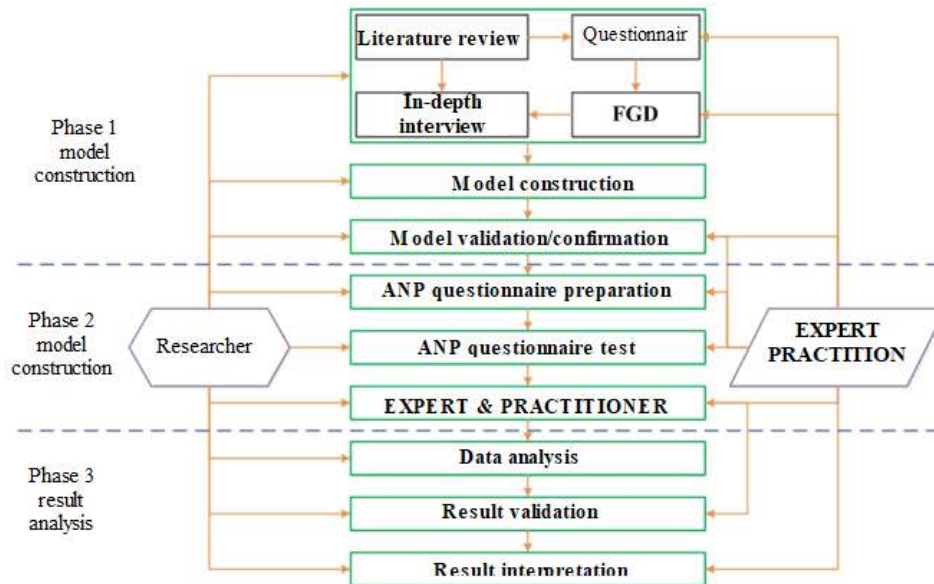 Literature review
Questionnair
In-depth
interview
FGD
Phase 1
model
construction
Model construction
Model validation/confirmation
ANP questionnaire preparation
Phase 2
model
construction
Researcher
ANP questionnaire test
EXPERT
PRACTITION
EXPERT & PRACTITIONER
Data analysis
Phase 3
result
analysis
Result validation
Result interpretation